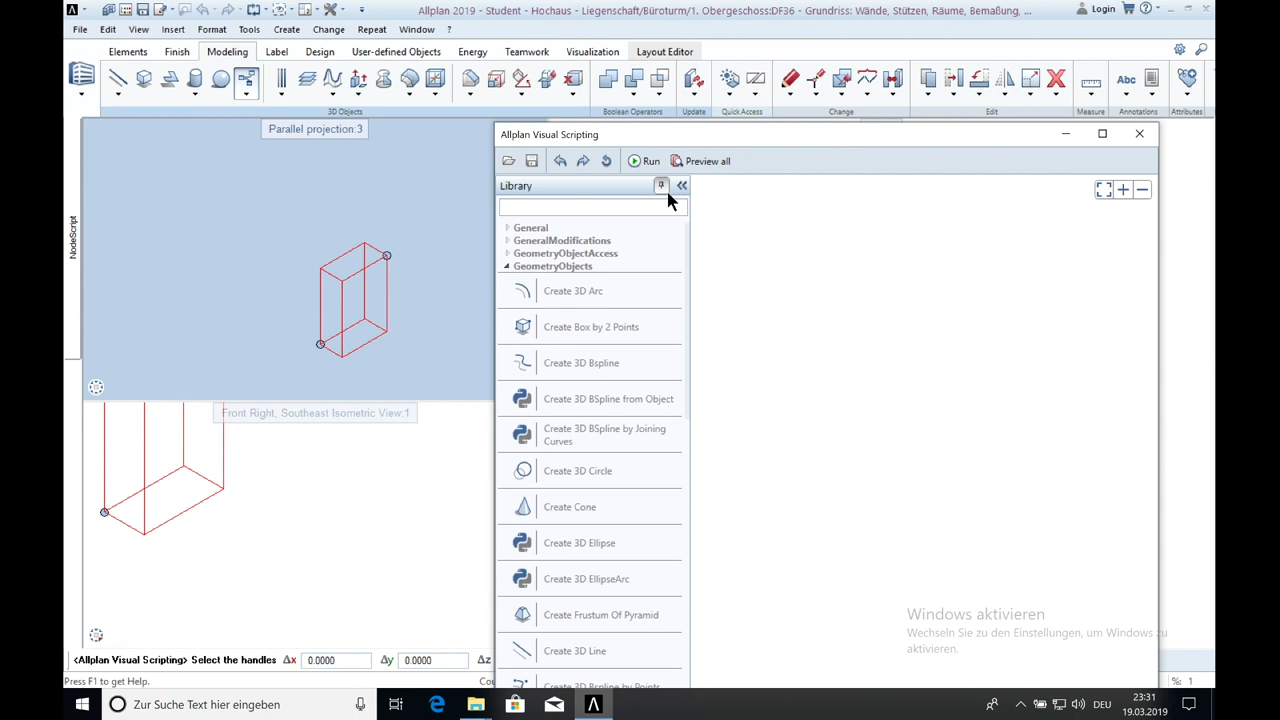 Allplan 2019 - Student - Hochaus - Liegenschaft/Büroturm/1. Obergeschoss:DF36 - Grundriss: Wände, Stützen, Räume, Bemaßung, ...
Login
File Edit View Insert Format Tools Create Change Repeat Window ?
Elements Finish Modeling Label Design User-defined Objects Energy Teamwork Visualization Layout Editor
Abc
3D Objects Boolean Operators Update Quick Access Change Edit Measure Annotations Attributes
Parallel projection:3
NodeScript
Allplan Visual Scripting
Run Preview all
Library
General
GeneralModifications
GeometryObjectAccess
GeometryObjects
Create 3D Arc
Create Box by 2 Points
Create 3D Bspline
Create 3D BSpline from Object
Create 3D BSpline by Joining
Curves
Create 3D Circle
Create Cone
Create 3D Ellipse
Create 3D EllipseArc
Create Frustum Of Pyramid
Create 3D Line
Create 3D Bspline by Points
Front Right, Southeast Isometric View:1
Windows aktivieren
Wechseln Sie zu den Einstellungen, um Windows zu
aktivieren.
<Allplan Visual Scripting> Select the handles Δx 0.0000 Δy 0.0000 Δz
Press F1 to get Help.
%: 1
Zur Suche Text hier eingeben
DEU
23:31
19.03.2019